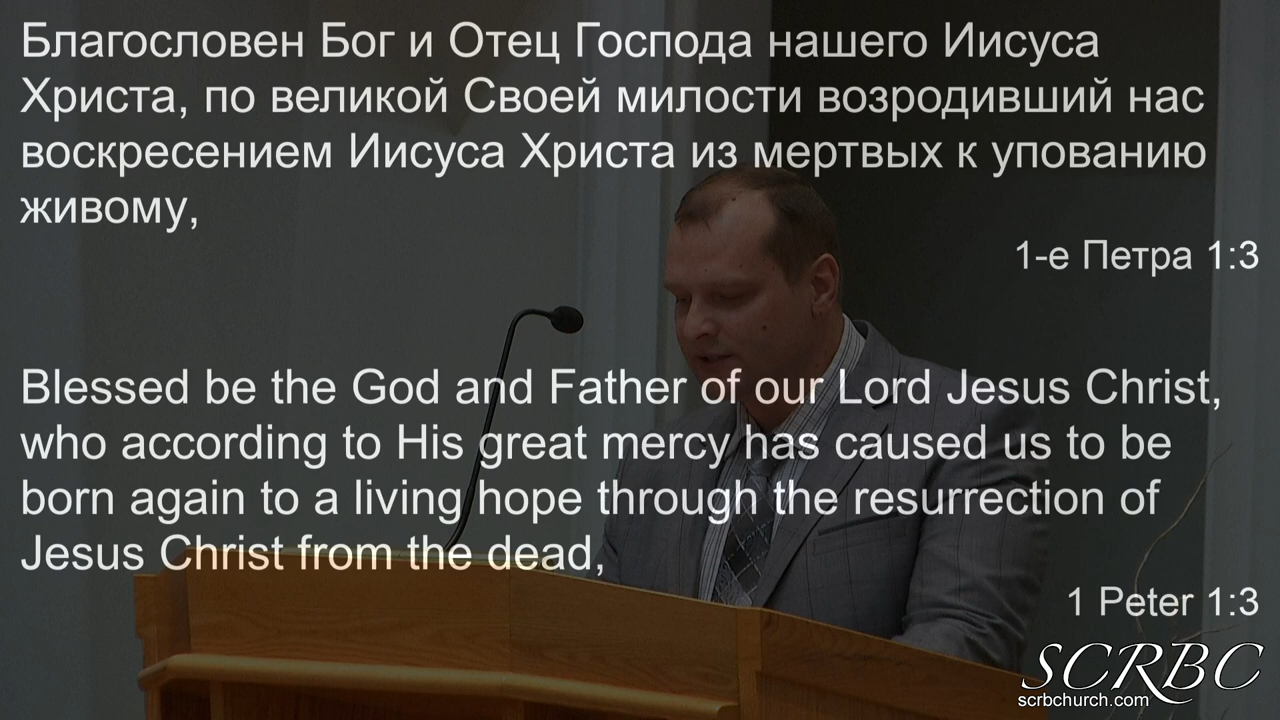 Благословен Бог и Отец Господа нашего Иисуса
Христа, по великой Своей милости возродивший нас
воскресением Иисуса Христа из мертвых к упованию
живому,
1-е Петра 1:3
Blessed be the God and Father of our Lord Jesus Christ,
who according to His great mercy has caused us to be
born again to a living hope through the resurrection of
Jesus Christ from the dead,
1 Peter 1:3
SCRBC
scrbchurch.com